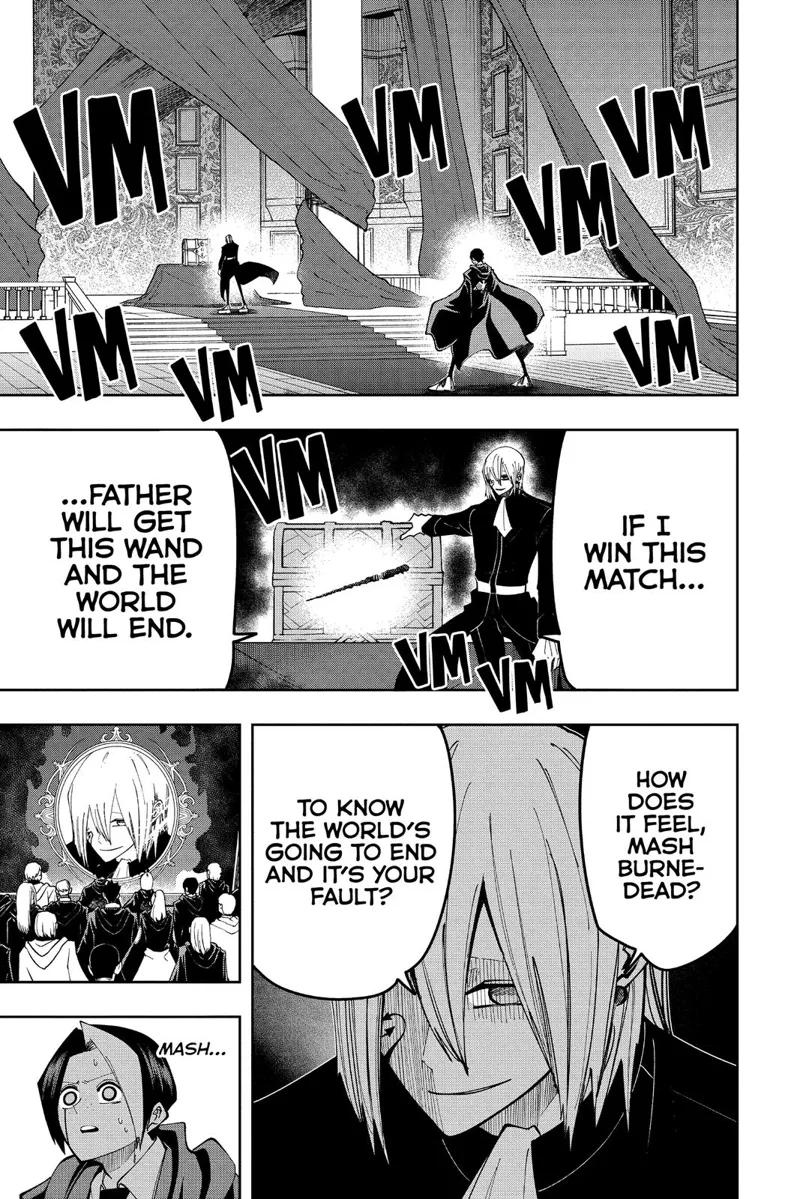 VM
VM
VM
VM
VM
VM
IF I
WIN THIS
MATCH...
VM
...FATHER
WILL GET
THIS WAND
AND THE
WORLD
WILL END.
VM
VM
HOW
DOES
IT FEEL,
MASH
BURNE-
DEAD?
TO KNOW
THE WORLD'S
GOING TO END
AND IT'S YOUR
FAULT?
MASH...